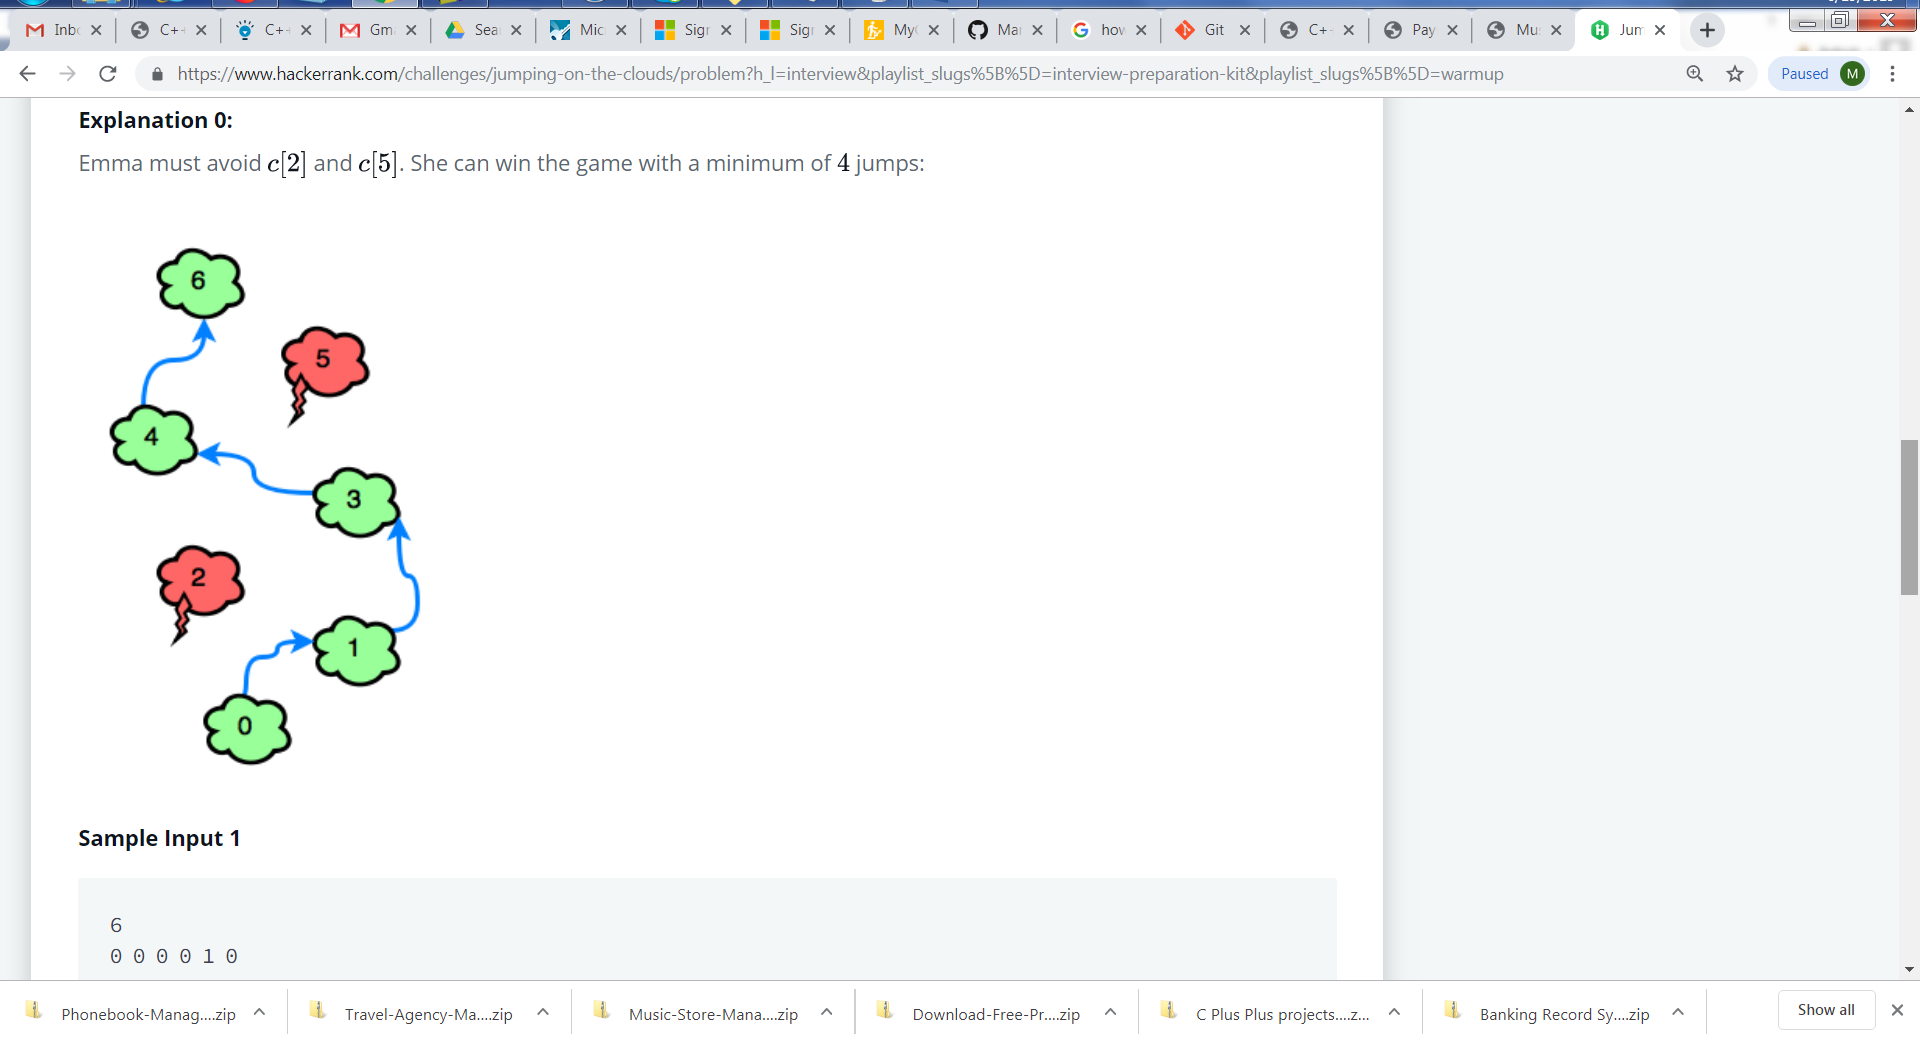 Inb C++ C++ Gm Sea Mic Sign Sign My Mar how Git C++ Pay Mus Jum
https://www.hackerrank.com/challenges/jumping-on-the-clouds/problem?h_l=interview&playlist_slugs%5B%5D=interview-preparation-kit&playlist_slugs%5B%5D=warmup Paused M
Explanation 0:
Emma must avoid c[2] and c[5]. She can win the game with a minimum of 4 jumps:
6
5
4
3
2
1
0
Sample Input 1
6
0 0 0 0 1 0
Phonebook-Manag....zip Travel-Agency-Ma....zip Music-Store-Mana....zip Download-Free-Pr....zip C Plus Plus projects....z... Banking Record Sy....zip Show all